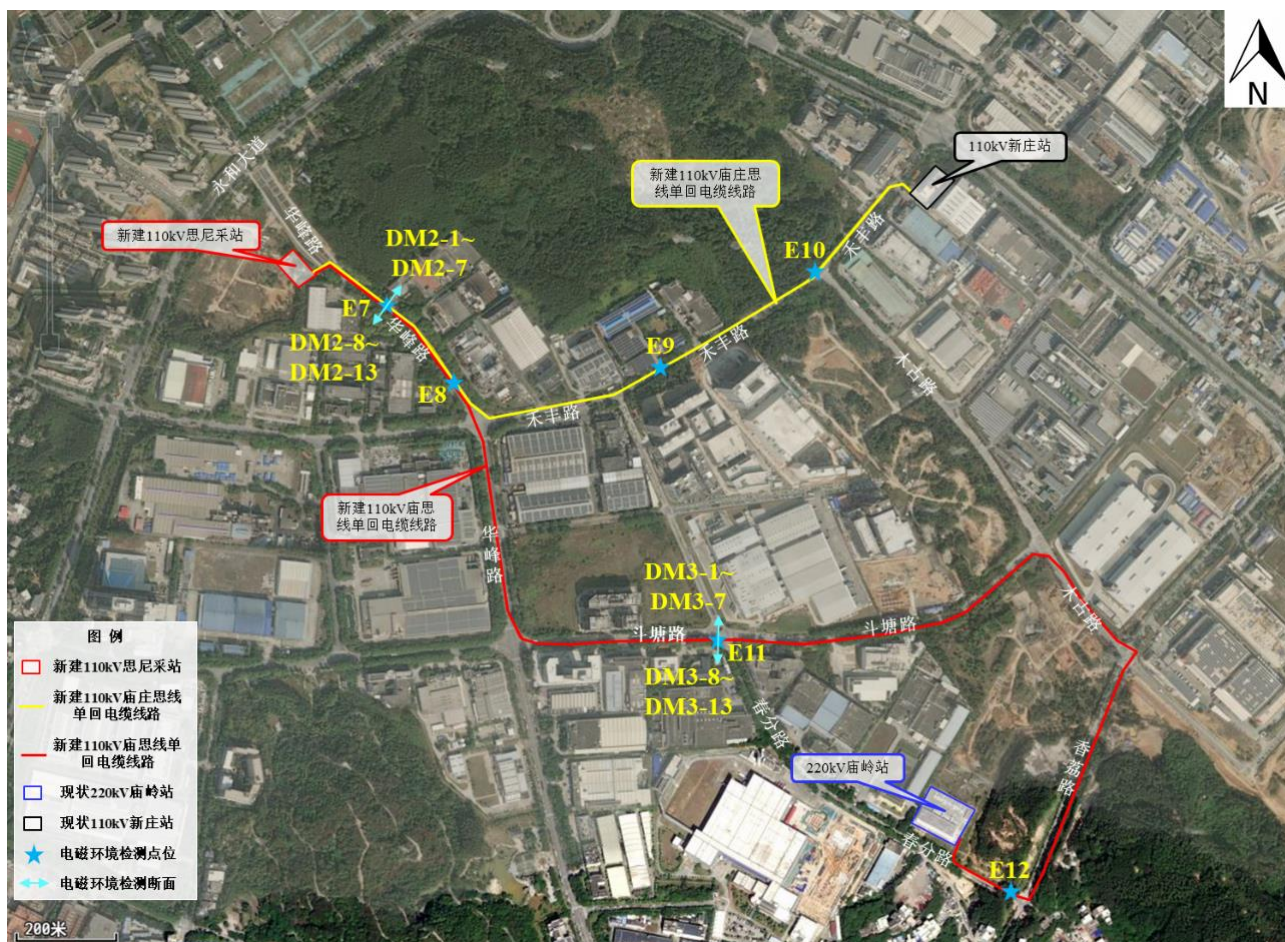 N
110kV新庄站
新建110kV庙庄思
线单回电缆线路
永和大道
华峰路
新建110kV思尼采站
DM2-1~
DM2-7
E7
华峰路
DM2-8~
DM2-13
E8
E10
禾丰路
E9
禾丰路
禾丰路
木古路
新建110kV庙思
线单回电缆线路
华峰路
DM3-1~
DM3-7
斗塘路
斗塘路
木古路
E11
DM3-8~
DM3-13
春分路
香荔路
220kV庙岭站
春分路
E12
图 例
新建110kV思尼采站
新建110kV庙庄思线
单回电缆线路
新建110kV庙思线单
回电缆线路
现状220kV庙岭站
现状110kV新庄站
电磁环境检测点位
电磁环境检测断面
200米